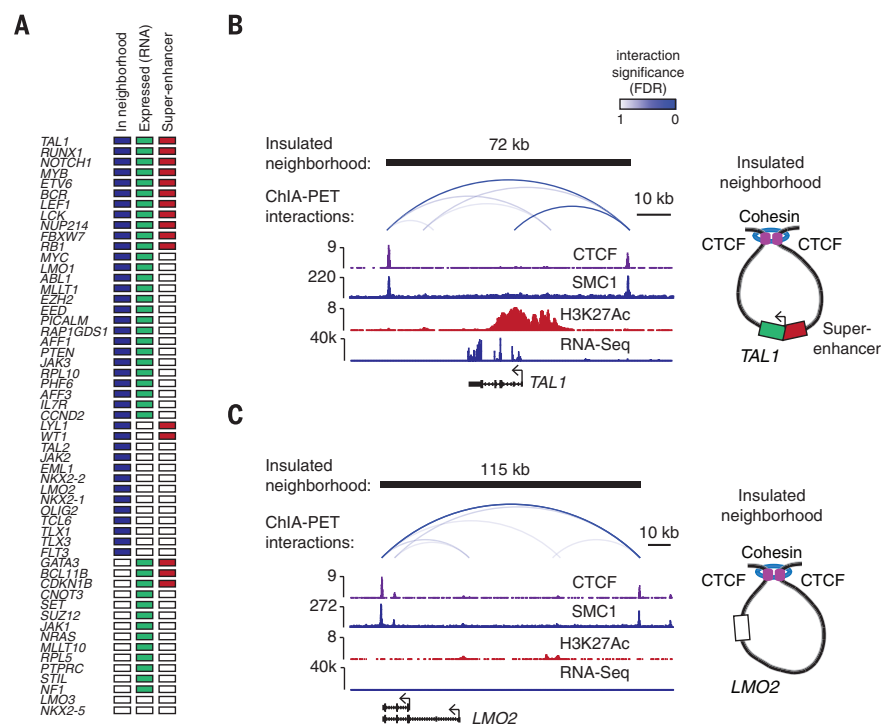 A
In neighborhood
Expressed (RNA)
Super-enhancer
TAL1
RUNX1
NOTCH1
MYB
ETV6
BCR
LEF1
LCK
NUP214
FBXW7
RB1
MYC
LMO1
ABL1
MLLT1
EZH2
EED
PICALM
RAP1GDS1
AFF1
PTEN
JAK3
RPL10
PHF6
AFF3
IL7R
CCND2
LYL1
WT1
TAL2
JAK2
EML1
NKX2-2
LMO2
NKX2-1
OLIG2
TCL6
TLX1
TLX3
FLT3
GATA3
BCL11B
CDKN1B
CNOT3
SET
SUZ12
JAK1
NRAS
MLLT10
RPL5
PTPRC
STIL
NF1
LMO3
NKX2-5
B
interaction
significance
(FDR)
1 0
Insulated
neighborhood:
72 kb
ChIA-PET
interactions:
10 kb
9
CTCF
220
SMC1
8
H3K27Ac
40k
RNA-Seq
TAL1
Insulated
neighborhood
Cohesin
CTCF CTCF
Super-
enhancer
TAL1
C
Insulated
neighborhood:
115 kb
ChIA-PET
interactions:
10 kb
9
CTCF
272
SMC1
8
H3K27Ac
40k
RNA-Seq
LMO2
Insulated
neighborhood
Cohesin
CTCF CTCF
LMO2